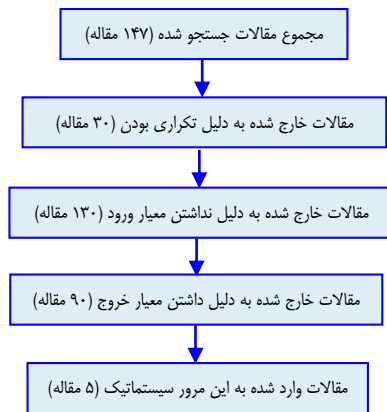 مجموع مقالات جستجو شده (۱۴۷ مقاله)
مقالات خارج شده به دلیل تکراری بودن (۳۰ مقاله)
مقالات خارج شده به دلیل نداشتن معیار ورود (۱۳۰ مقاله)
مقالات خارج شده به دلیل داشتن معیار خروج (۹۰ مقاله)
مقالات وارد شده به این مرور سیستماتیک (۵ مقاله)